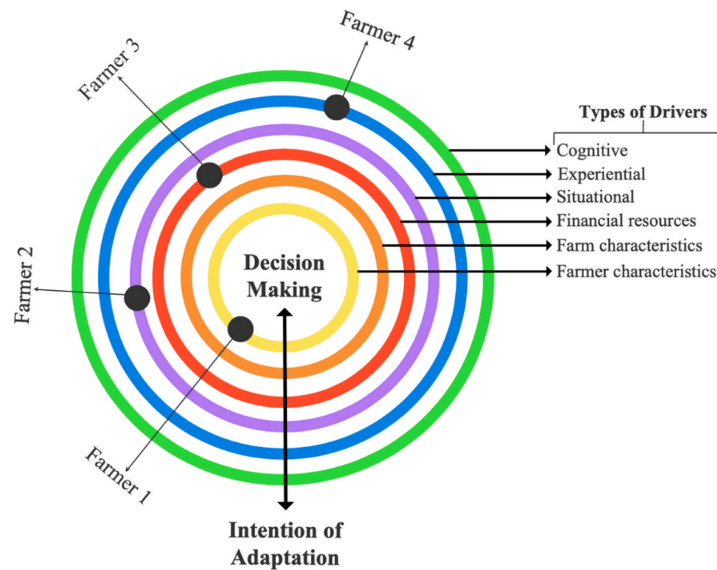 Farmer 4
Farmer 3
Types of Drivers
Cognitive
Experiential
Situational
Financial resources
Farm characteristics
Farmer characteristics
Decision
Making
Farmer 2
Farmer 1
Intention of
Adaptation